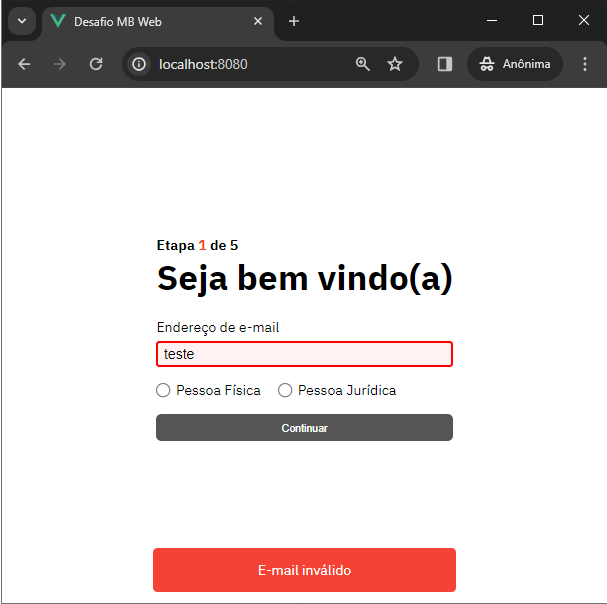 Desafio MB Web
localhost:8080
Anônima
Etapa 1 de 5
Seja bem vindo(a)
Endereço de e-mail
teste
Pessoa Física Pessoa Jurídica
Continuar
E-mail inválido